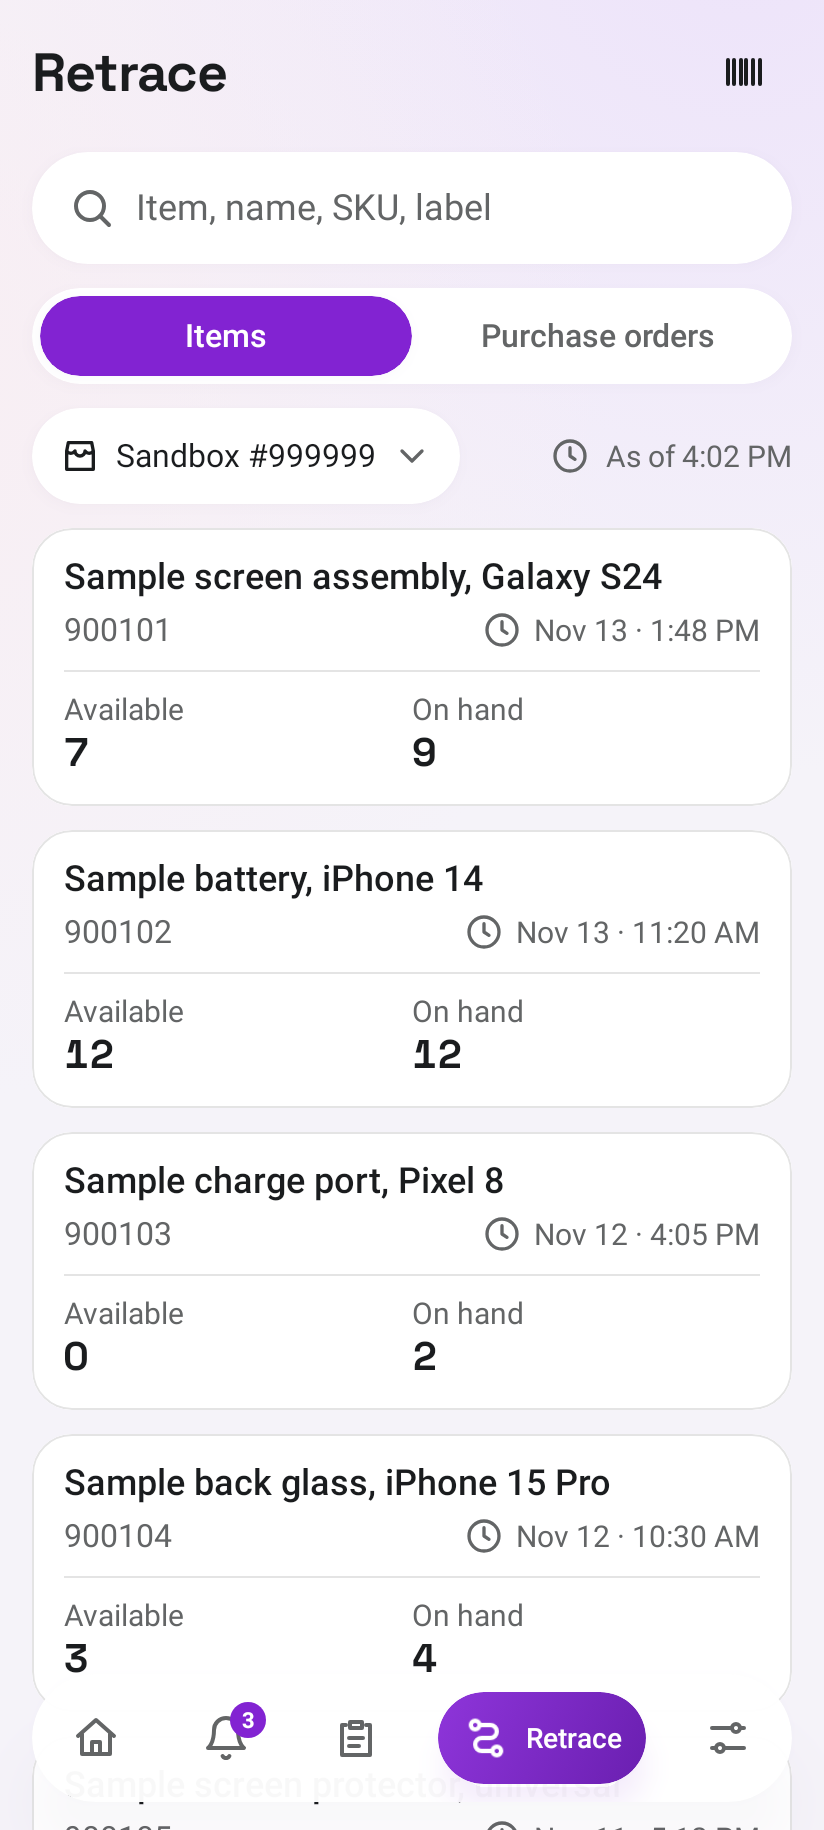 Retrace
Item, name, SKU, label
Items
Purchase orders
Sandbox #999999
As of 4:02 PM
Sample screen assembly, Galaxy S24
900101
Nov 13 · 1:48 PM
Available
On hand
7
9
Sample battery, iPhone 14
900102
Nov 13 · 11:20 AM
Available
On hand
12
12
Sample charge port, Pixel 8
900103
Nov 12 · 4:05 PM
Available
On hand
0
2
Sample back glass, iPhone 15 Pro
900104
Nov 12 · 10:30 AM
Available
On hand
3
4
3
Retrace
Sample screen protector, universal